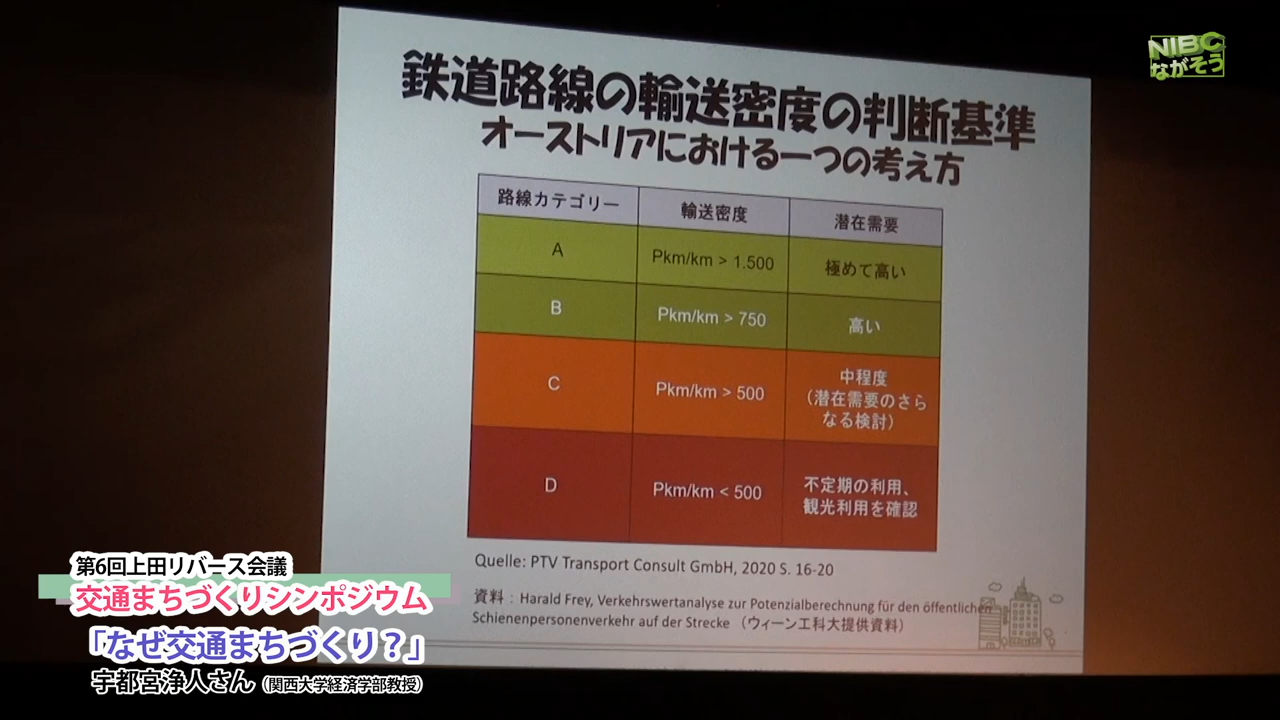 NIBC
ながそう
鉄道路線の輸送密度の判断基準
オーストリアにおける一つの考え方
路線カテゴリー 輸送密度 潜在需要
A Pkm/km > 1.500 極めて高い
B Pkm/km > 750 高い
C Pkm/km > 500 中程度
（潜在需要のさら
なる検討）
D Pkm/km < 500 不定期の利用、
観光利用を確認
Quelle: PTV Transport Consult GmbH, 2020 S. 16-20
資料：Harald Frey, Verkehrswertanalyse zur Potenzialberechnung für den öffentlichen
Schienenpersonenverkehr auf der Strecke （ウィーン工科大提供資料）
第6回上田リバース会議
交通まちづくりシンポジウム
「なぜ交通まちづくり？」
宇都宮浄人さん（関西大学経済学部教授）